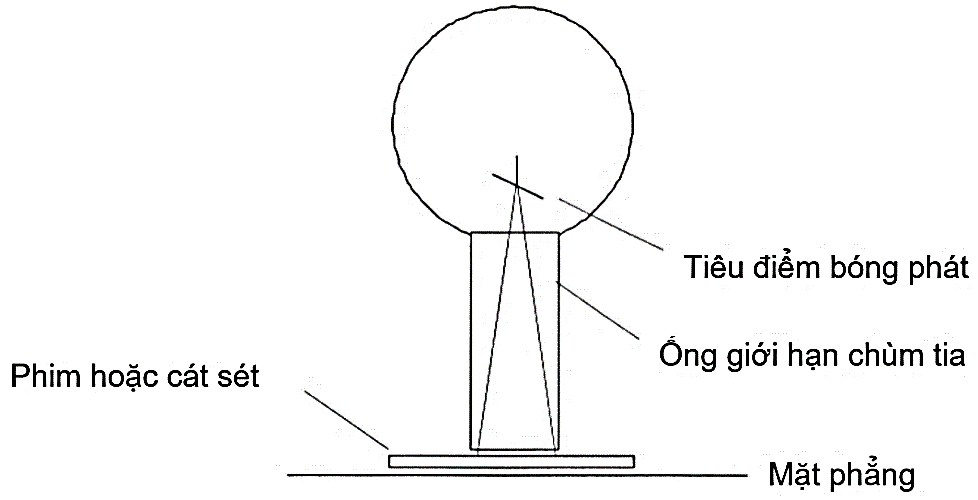 Tiêu điểm bóng phát
Ống giới hạn chùm tia
Phim hoặc cát sét
Mặt phẳng